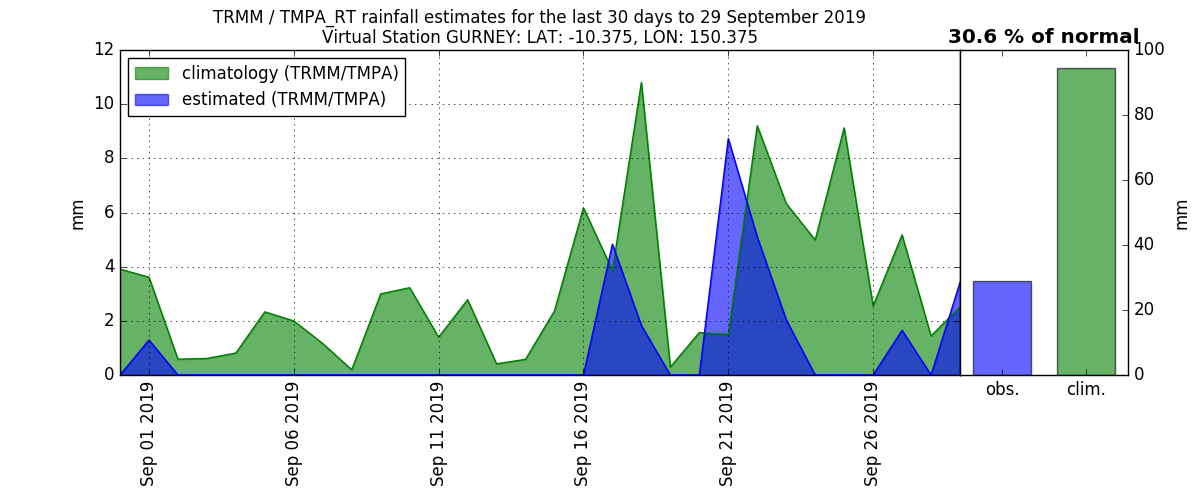 TRMM / TMPA_RT rainfall estimates for the last 30 days to 29 September 2019
Virtual Station GURNEY: LAT: -10.375, LON: 150.375
30.6 % of normal
climatology (TRMM/TMPA)
estimated (TRMM/TMPA)
mm
12
10
8
6
4
2
0
Sep 01 2019
Sep 06 2019
Sep 11 2019
Sep 16 2019
Sep 21 2019
Sep 26 2019
obs.
clim.
100
80
60
40
20
0
mm